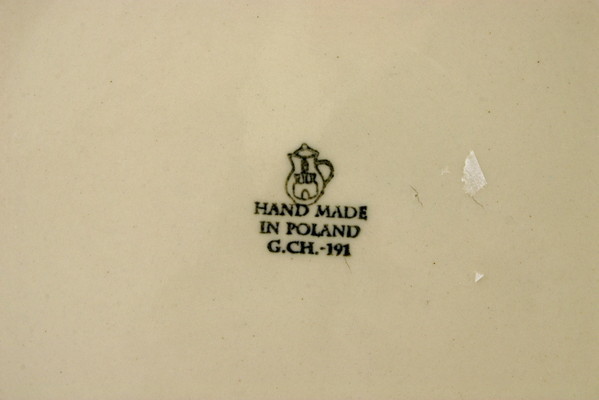 HAND MADE
IN POLAND
G.CH.-191